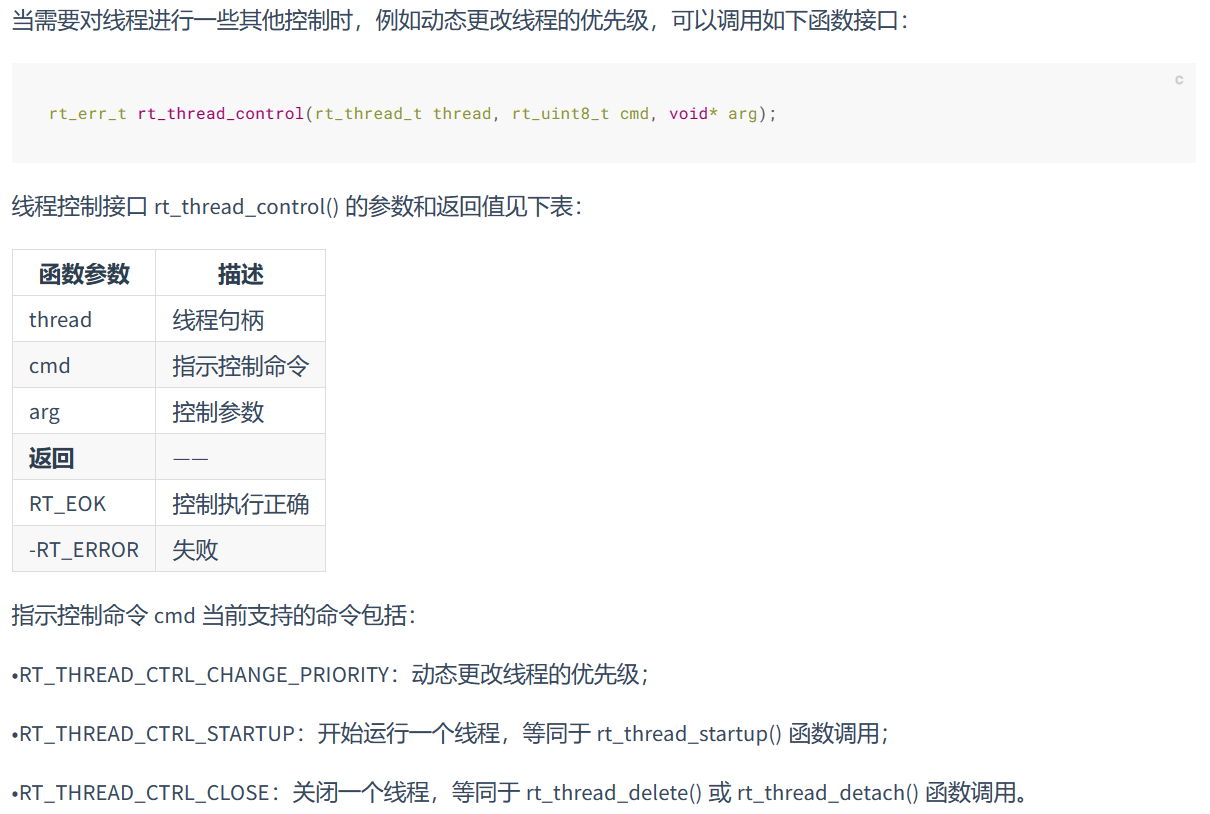 当需要对线程进行一些其他控制时，例如动态更改线程的优先级，可以调用如下函数接口：
c
rt_err_t rt_thread_control(rt_thread_t thread, rt_uint8_t cmd, void* arg);
线程控制接口 rt_thread_control() 的参数和返回值见下表：
函数参数 描述
thread 线程句柄
cmd 指示控制命令
arg 控制参数
返回 ——
RT_EOK 控制执行正确
-RT_ERROR 失败
指示控制命令 cmd 当前支持的命令包括：
•RT_THREAD_CTRL_CHANGE_PRIORITY：动态更改线程的优先级；
•RT_THREAD_CTRL_STARTUP：开始运行一个线程，等同于 rt_thread_startup() 函数调用；
•RT_THREAD_CTRL_CLOSE：关闭一个线程，等同于 rt_thread_delete() 或 rt_thread_detach() 函数调用。